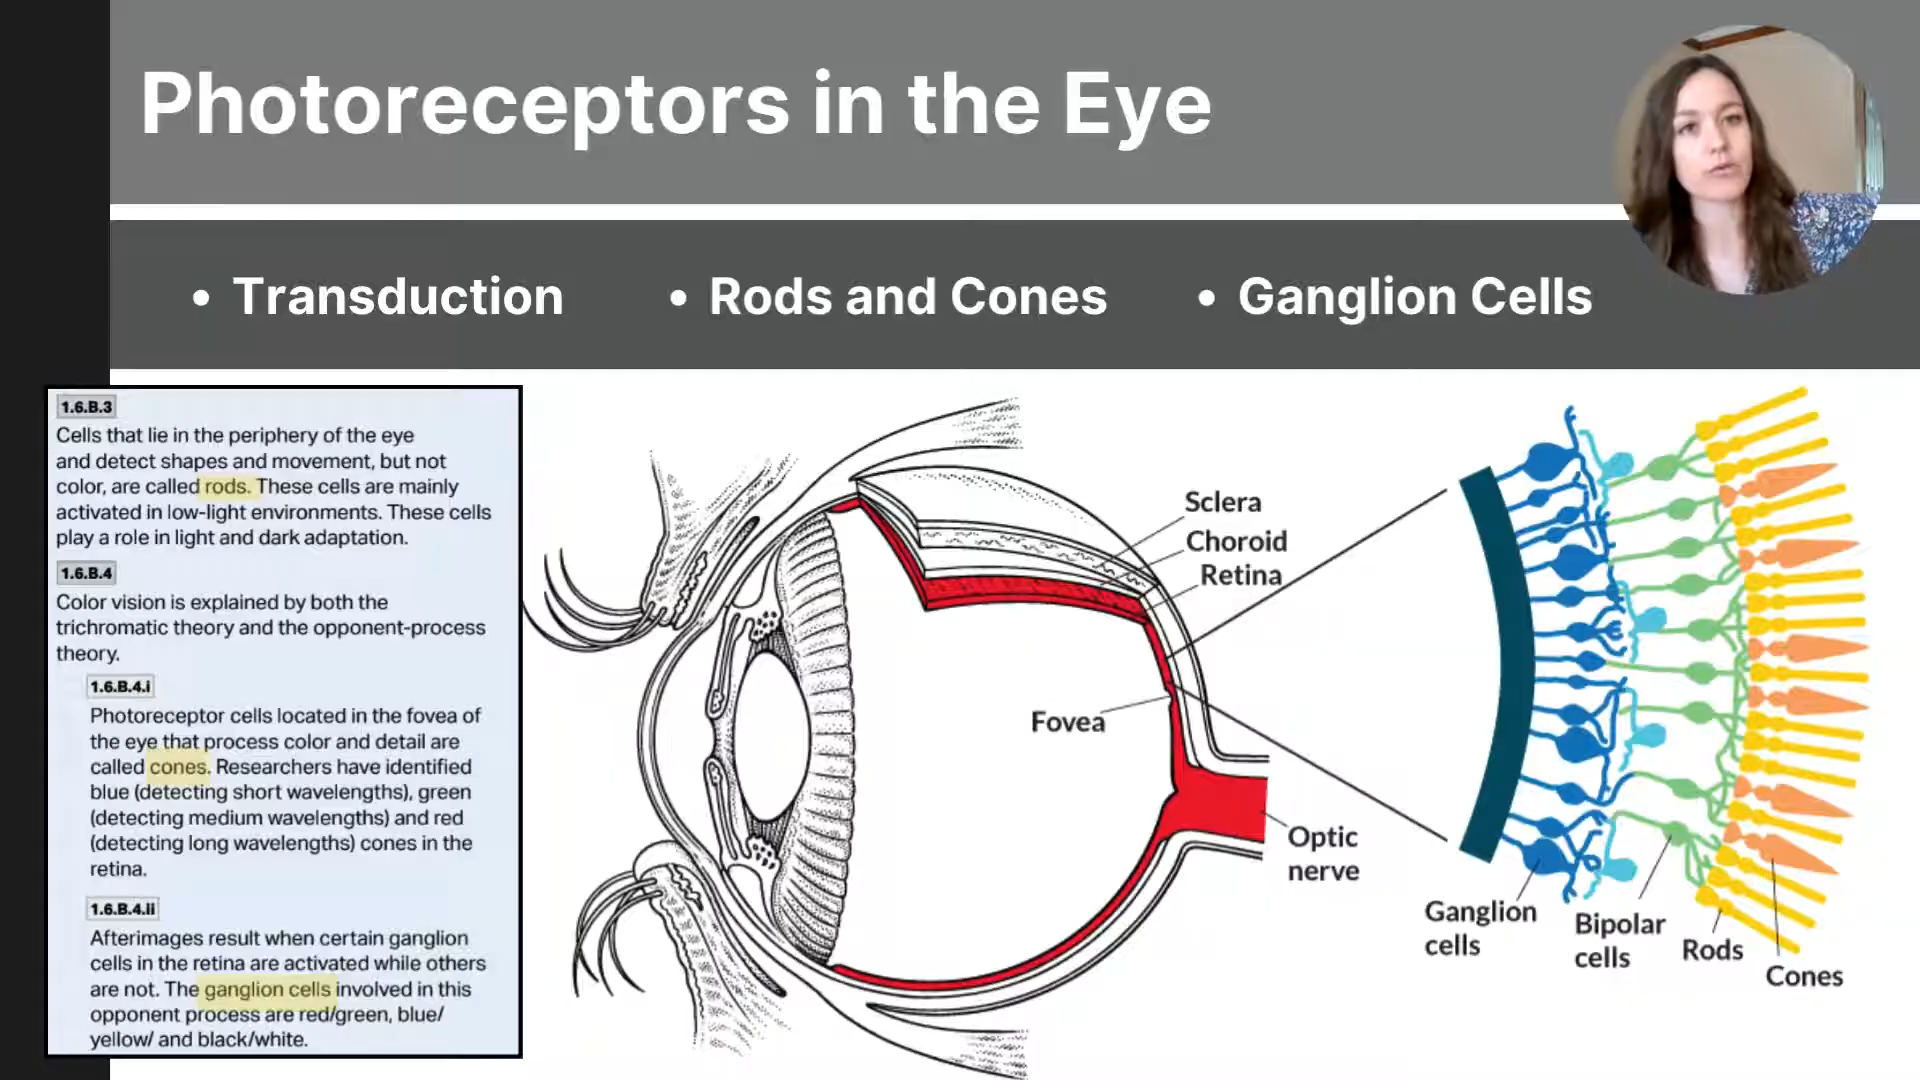 Photoreceptors in the Eye
• Transduction
• Rods and Cones
• Ganglion Cells
1.6.B.3
Cells that lie in the periphery of the eye
and detect shapes and movement, but not
color, are called rods. These cells are mainly
activated in low-light environments. These cells
play a role in light and dark adaptation.
1.6.B.4
Color vision is explained by both the
trichromatic theory and the opponent-process
theory.
1.6.B.4.i
Photoreceptor cells located in the fovea of
the eye that process color and detail are
called cones. Researchers have identified
blue (detecting short wavelengths), green
(detecting medium wavelengths) and red
(detecting long wavelengths) cones in the
retina.
1.6.B.4.ii
Afterimages result when certain ganglion
cells in the retina are activated while others
are not. The ganglion cells involved in this
opponent process are red/green, blue/
yellow/ and black/white.
Sclera
Choroid
Retina
Fovea
Optic
nerve
Ganglion
cells
Bipolar
cells
Rods
Cones